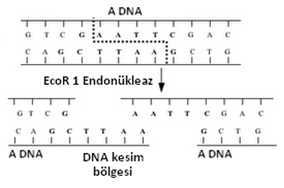 A DNA
G T C G A A T T C G A C
C A G C T T A A G C T G
EcoR 1 Endonükleaz
G T C G A A T T C G A C
C A G C T T A A G C T G
A DNA DNA kesim A DNA
bölgesi